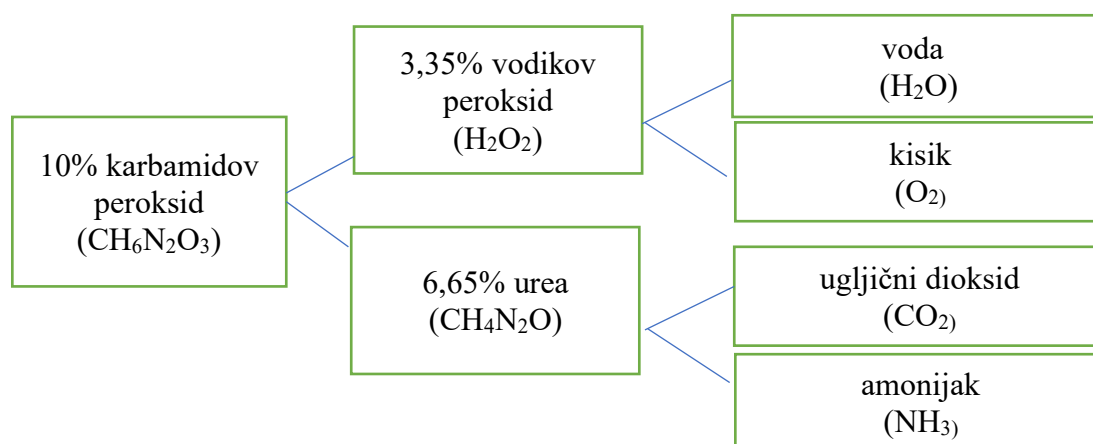 10% karbamidov
peroksid
(CH₆N₂O₃)
3,35% vodikov
peroksid
(H₂O₂)
6,65% urea
(CH₄N₂O)
voda
(H₂O)
kisik
(O₂₎
ugljični dioksid
(CO₂₎
amonijak
(NH₃₎